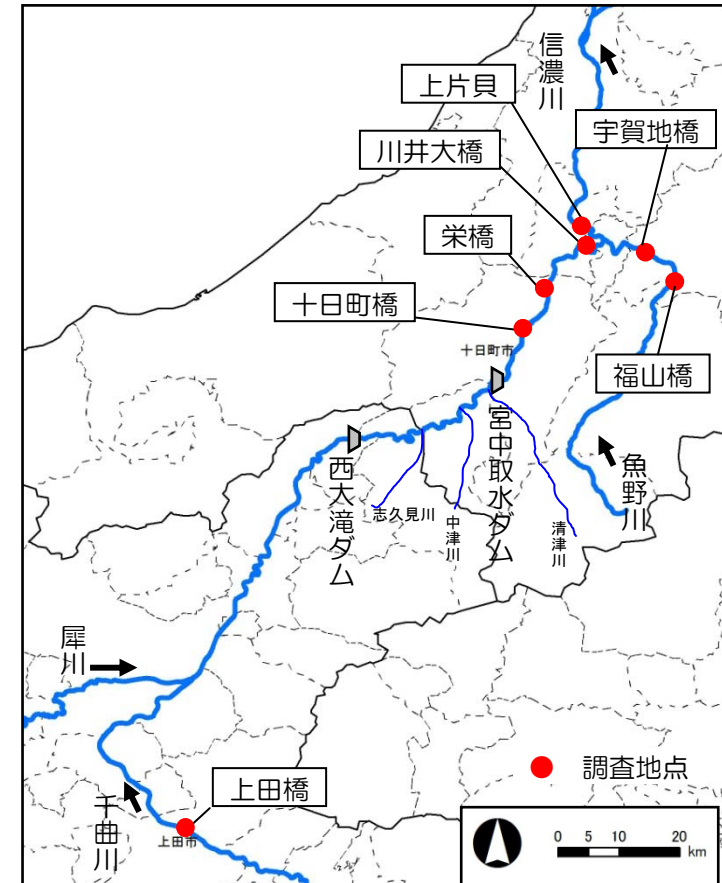 信濃川
上片貝
宇賀地橋
川井大橋
栄橋
十日町橋
十日町市
福山橋
宮中取水ダム
西大滝ダム
魚野川
志久見川
中津川
清津川
犀川
上田橋
調査地点
千曲川
上田市
0 5 10 20
km